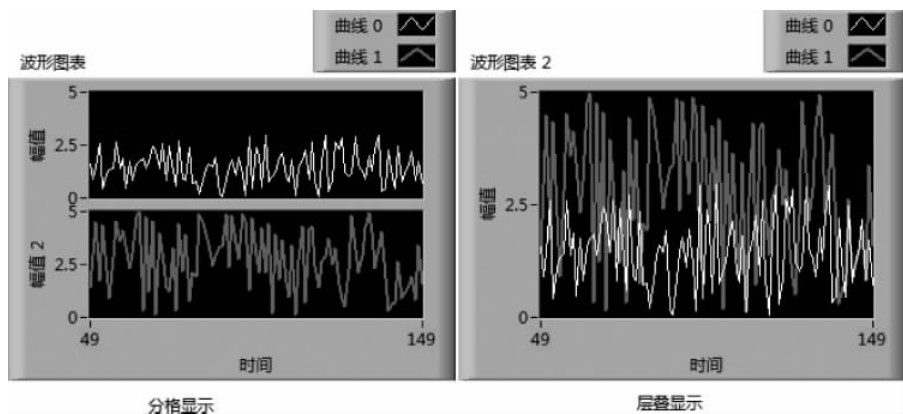 曲线 0
曲线 1
波形图表
5
2.5
0
幅值
5
2.5
0
幅值 2
49
149
时间
分格显示
曲线 0
曲线 1
波形图表 2
5
2.5
0
幅值
49
149
时间
层叠显示